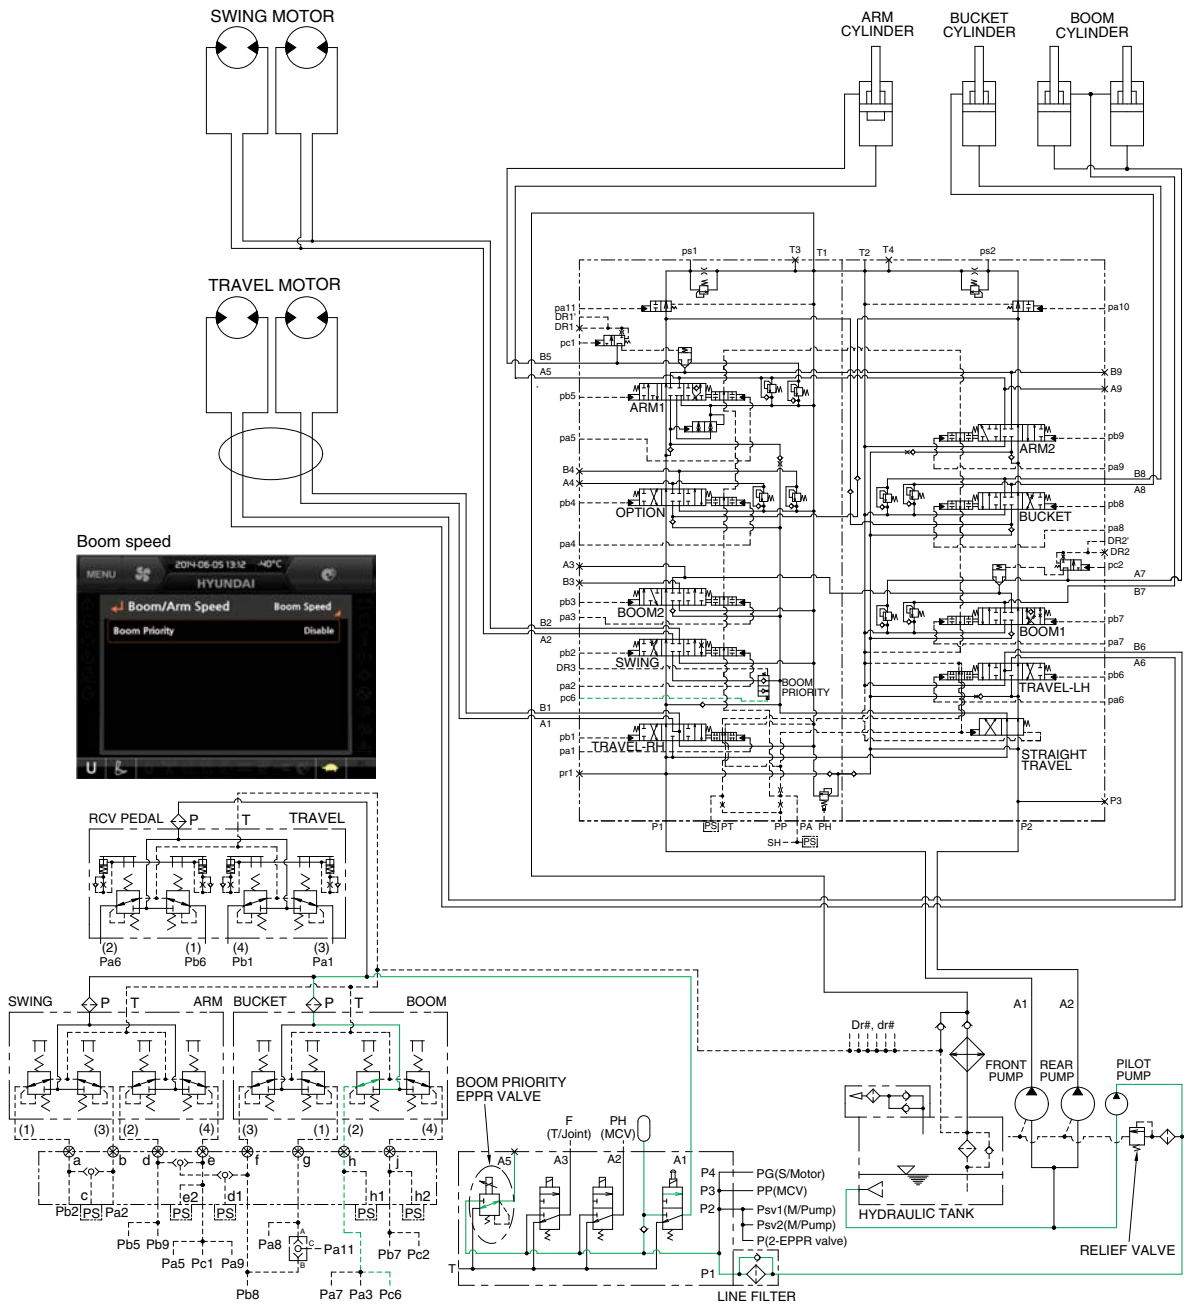 SWING MOTOR
ARM CYLINDER
BUCKET CYLINDER
BOOM CYLINDER
TRAVEL MOTOR
ps1
T3
T1
T2
T4
ps2
pa11
DR1'
DR1
pc1
B5
A5
pb5
ARM1
pa5
B4
A4
pb4
OPTION
pa4
A3
B3
pb3
BOOM2
pa3
B2
A2
pb2
SWING
DR3
pa2
pc6
BOOM PRIORITY
B1
A1
pb1
TRAVEL-RH
pa1
pr1
pa10
B9
A9
pb9
ARM2
pa9
B8
A8
pb8
BUCKET
pa8
DR2'
DR2
pc2
A7
B7
pb7
BOOM1
pa7
B6
A6
pb6
TRAVEL-LH
pa6
STRAIGHT TRAVEL
P3
P1
PS
PT
PP
PA
PH
P2
SH
PS
Boom speed
MENU
2014-06-05 13:12 -40°C
HYUNDAI
Boom/Arm Speed
Boom Speed
Boom Priority
Disable
U
RCV PEDAL
P
T
TRAVEL
(2) (1) (4) (3)
Pa6 Pb6 Pb1 Pa1
SWING
P
T
ARM
BUCKET
P
T
BOOM
(1) (3) (2) (4) (3) (1) (2) (4)
a b d e f g h j
c e2 d1 h1 h2
Pb2 PS Pa2 PS PS PS PS
Pb5 Pb9
Pa5 Pc1 Pa9
Pa8
A
C
B
Pa11
Pb8
Pb7 Pc2
Pa7 Pa3 Pc6
BOOM PRIORITY EPPR VALVE
F
(T/Joint)
PH
(MCV)
A5 A3 A2 A1
T
P4
PG(S/Motor)
P3
PP(MCV)
P2
Psv1(M/Pump)
Psv2(M/Pump)
P(2-EPPR valve)
P1
LINE FILTER
Dr#, dr#
A1
A2
FRONT PUMP
REAR PUMP
PILOT PUMP
HYDRAULIC TANK
RELIEF VALVE